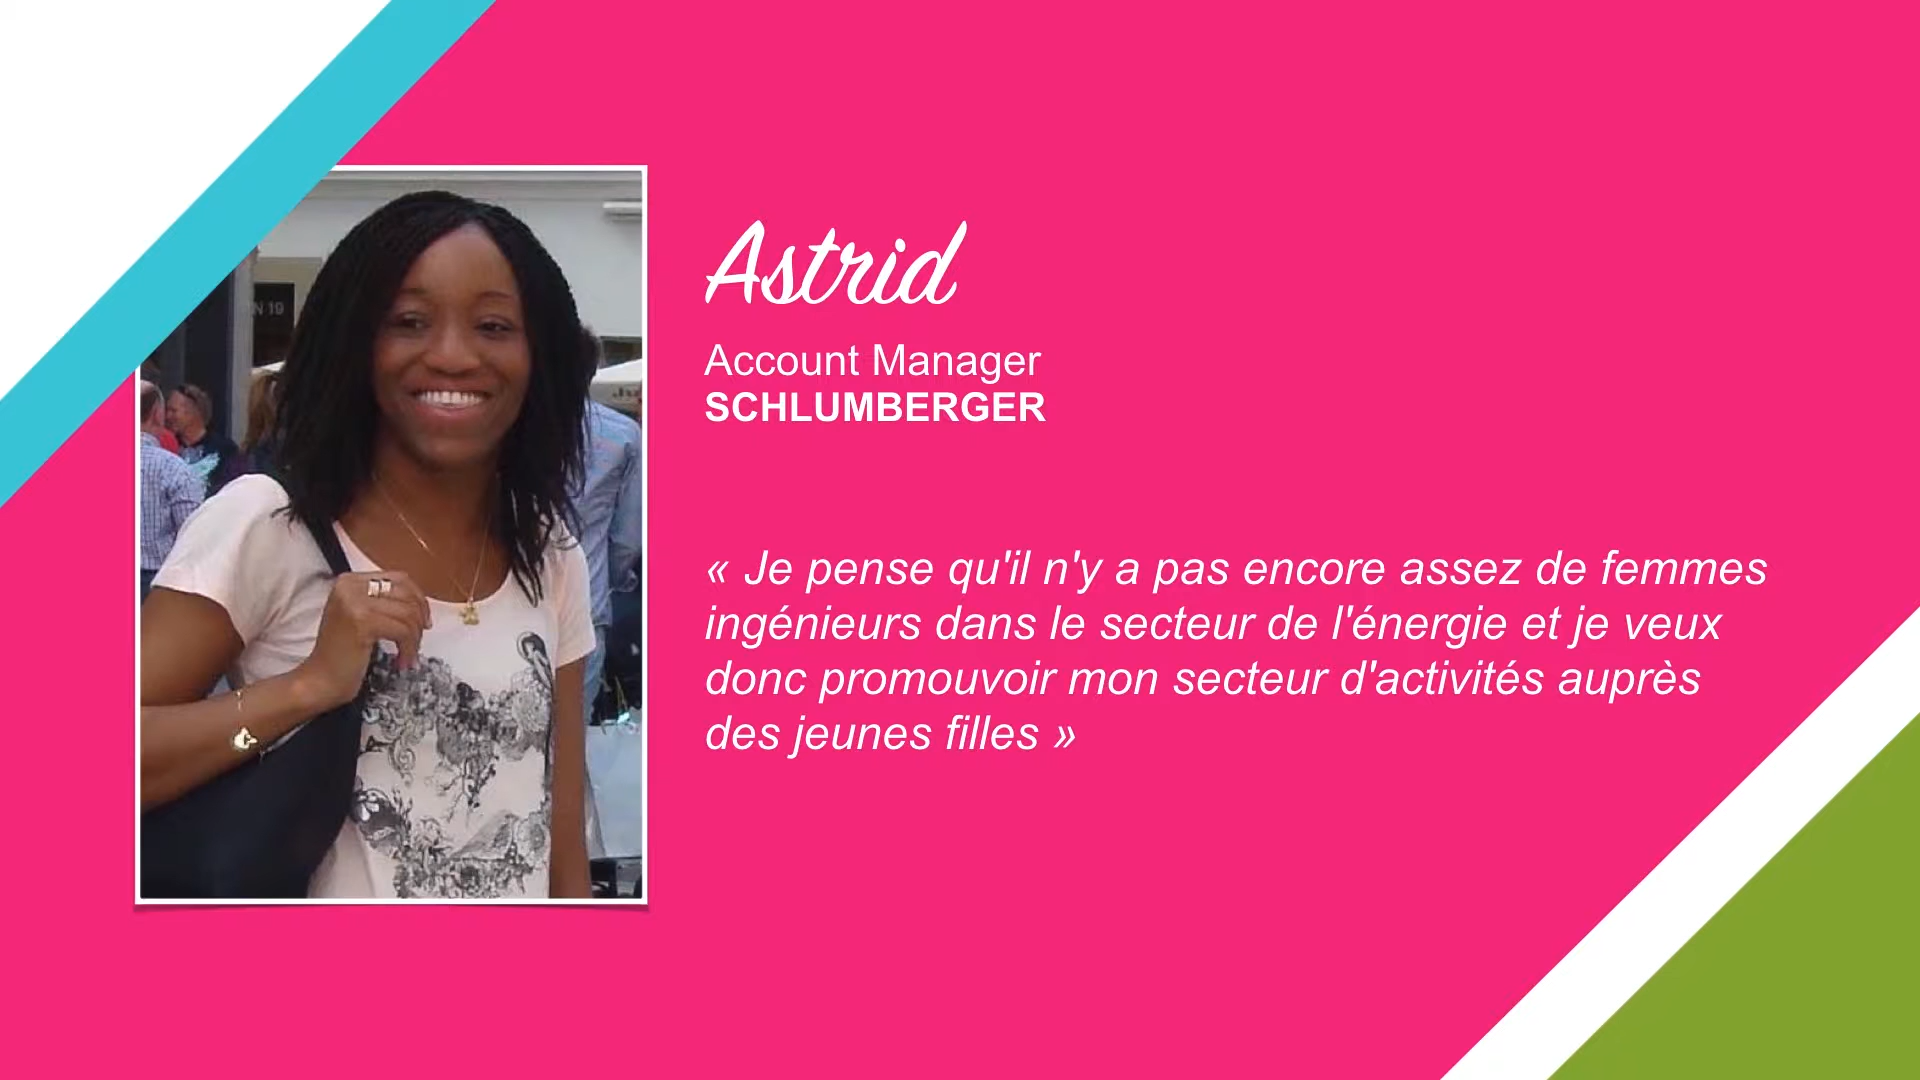 N 19
Astrid
Account Manager
SCHLUMBERGER
« Je pense qu'il n'y a pas encore assez de femmes
ingénieurs dans le secteur de l'énergie et je veux
donc promouvoir mon secteur d'activités auprès
des jeunes filles »